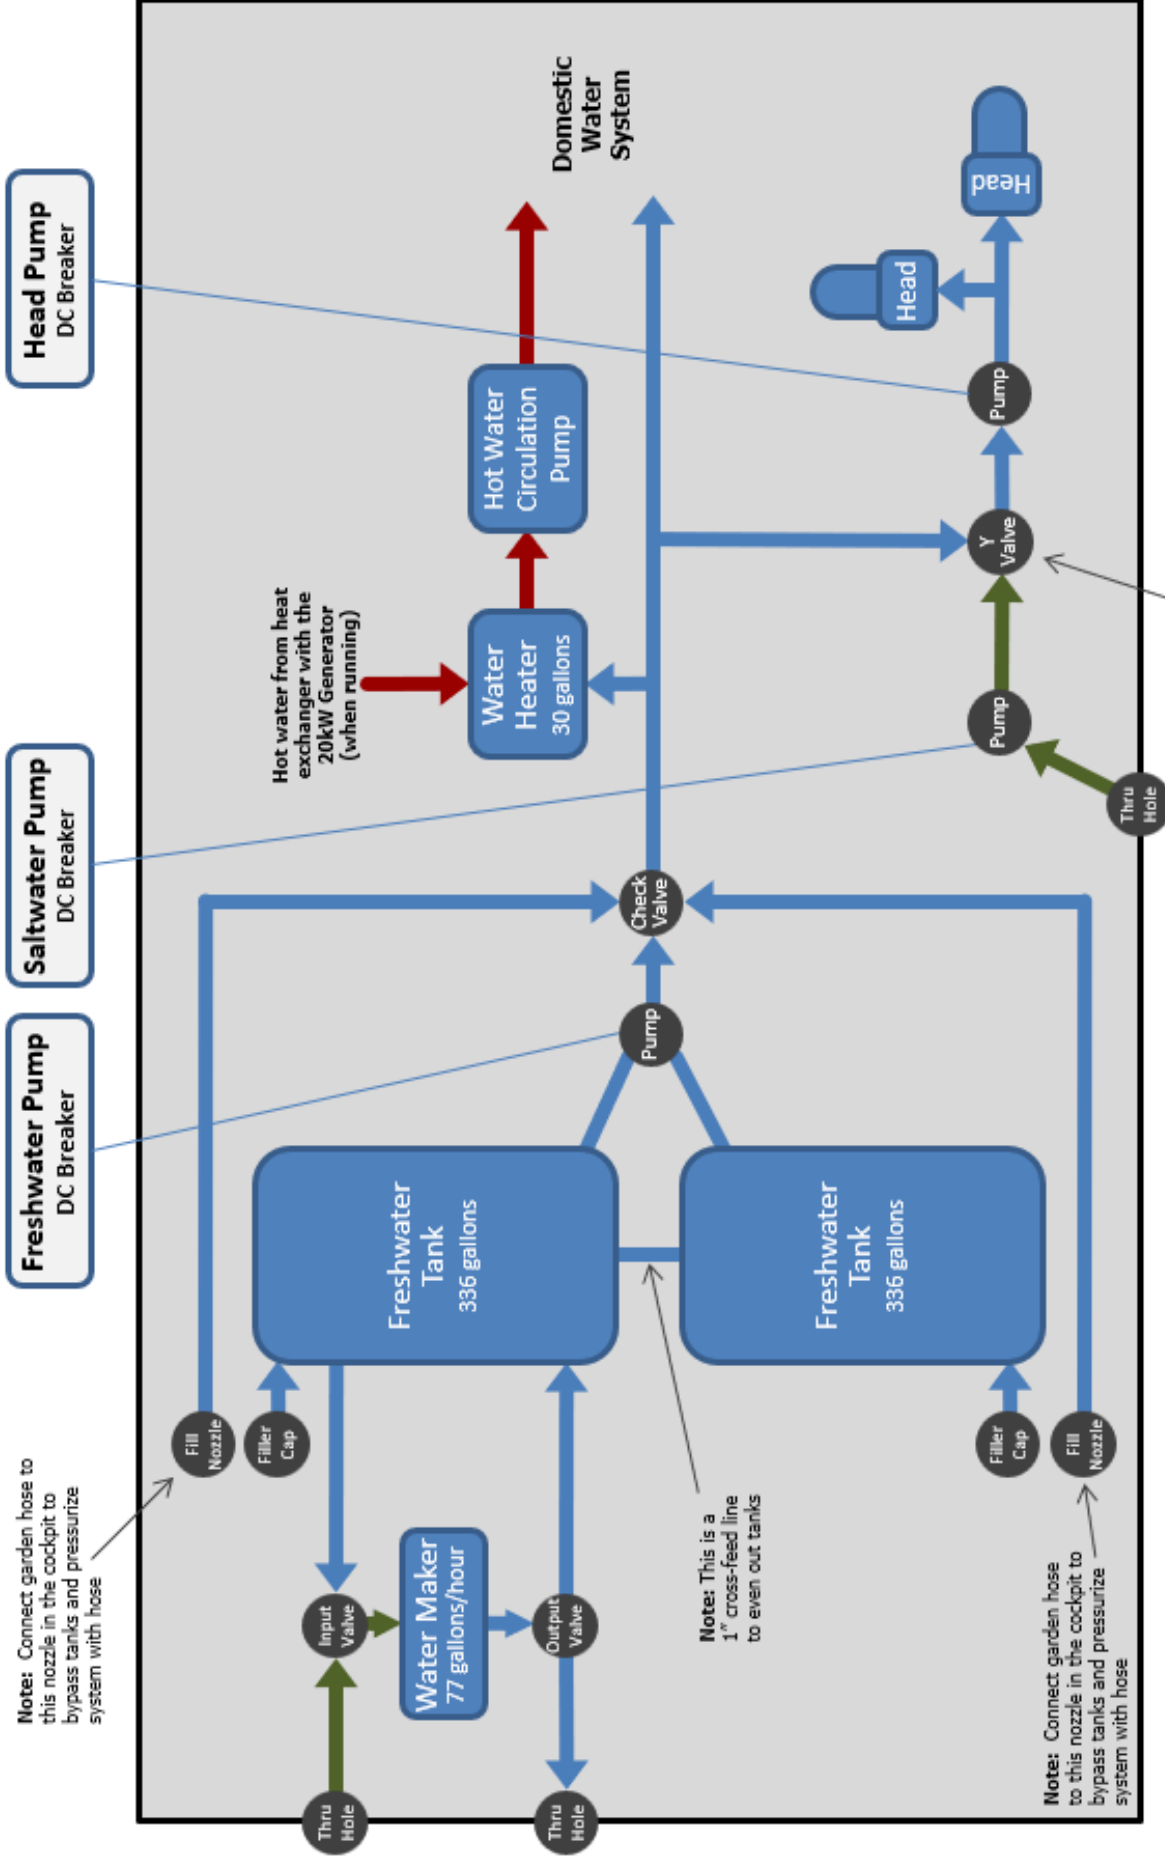 Freshwater Pump
DC Breaker
Saltwater Pump
DC Breaker
Head Pump
DC Breaker
Note: Connect garden hose to
this nozzle in the cockpit to
bypass tanks and pressurize
system with hose
Fill
Nozzle
Filler
Cap
Thru
Hole
Input
Valve
Water Maker
77 gallons/hour
Output
Valve
Thru
Hole
Freshwater
Tank
336 gallons
Note: This is a
1" cross-feed line
to even out tanks
Freshwater
Tank
336 gallons
Filler
Cap
Fill
Nozzle
Note: Connect garden hose
to this nozzle in the cockpit to
bypass tanks and pressurize
system with hose
Pump
Check
Valve
Hot water from heat
exchanger with the
20kW Generator
(when running)
Water
Heater
30 gallons
Hot Water
Circulation
Pump
Domestic
Water
System
Thru
Hole
Pump
Y
Valve
Pump
Head
Head